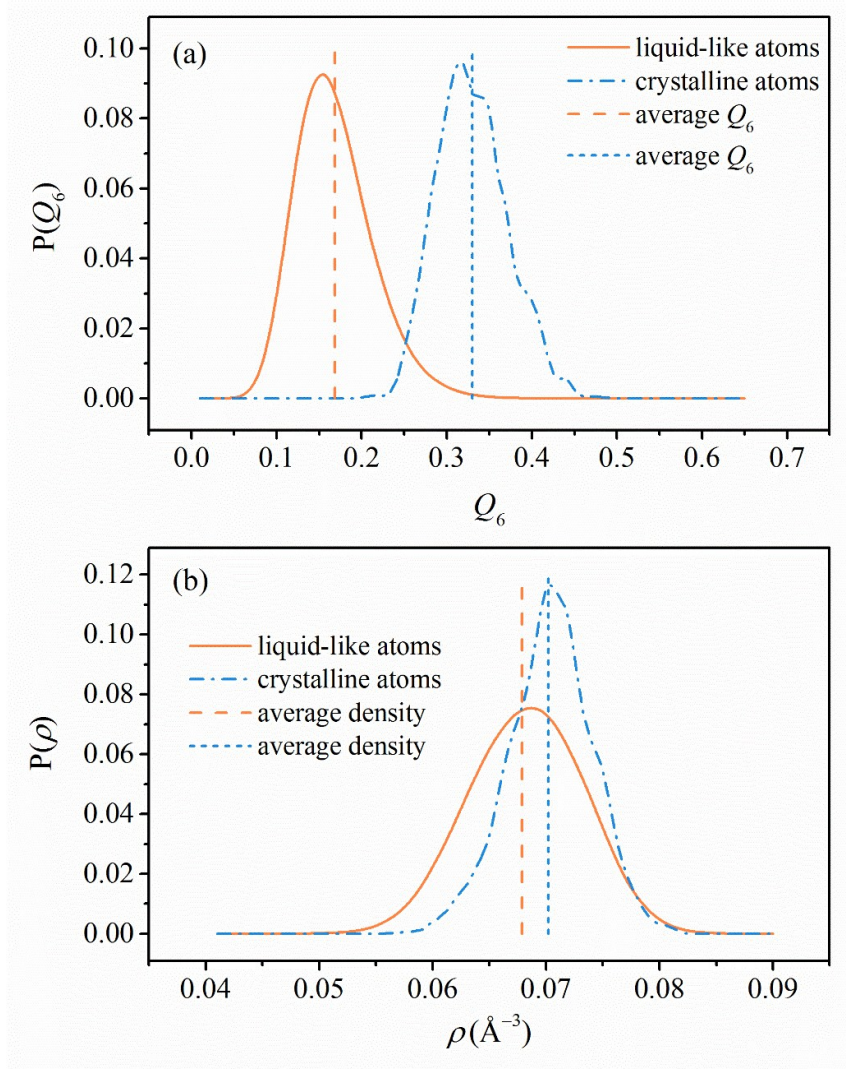 (a)
liquid-like atoms
crystalline atoms
average Q₆
average Q₆
P(Q₆)
0.10
0.08
0.06
0.04
0.02
0.00
0.0 0.1 0.2 0.3 0.4 0.5 0.6 0.7
Q₆
(b)
liquid-like atoms
crystalline atoms
average density
average density
P(ρ)
0.12
0.10
0.08
0.06
0.04
0.02
0.00
0.04 0.05 0.06 0.07 0.08 0.09
ρ(Å⁻³)